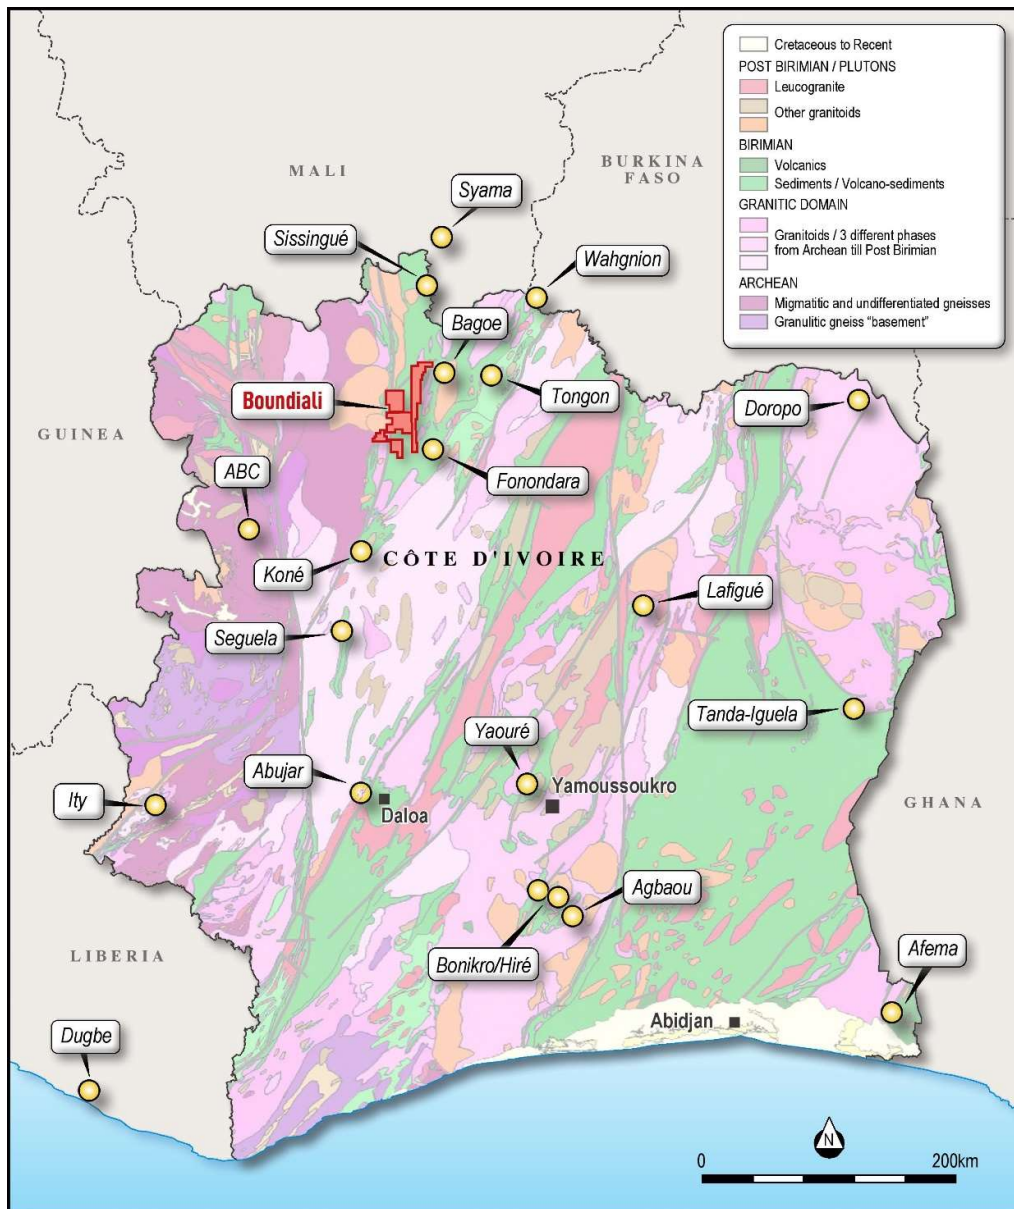 Cretaceous to Recent
POST BIRIMIAN / PLUTONS
Leucogranite
Other granitoids
BIRIMIAN
Volcanics
Sediments / Volcano-sediments
GRANITIC DOMAIN
Granitoids / 3 different phases
from Archean till Post Birimian
ARCHEAN
Migmatitic and undifferentiated gneisses
Granulitic gneiss “basement”
MALI
BURKINA
FASO
Syama
Sissingué
Wahgnion
Bagoe
Boundiali
Tongon
Doropo
GUINEA
ABC
Fonondara
Koné
CÔTE D'IVOIRE
Lafigué
Seguela
Tanda-Iguela
Yaouré
Abujar
Yamoussoukro
Ity
Daloa
GHANA
Agbaou
LIBERIA
Bonikro/Hiré
Afema
Abidjan
Dugbe
N
0 200km